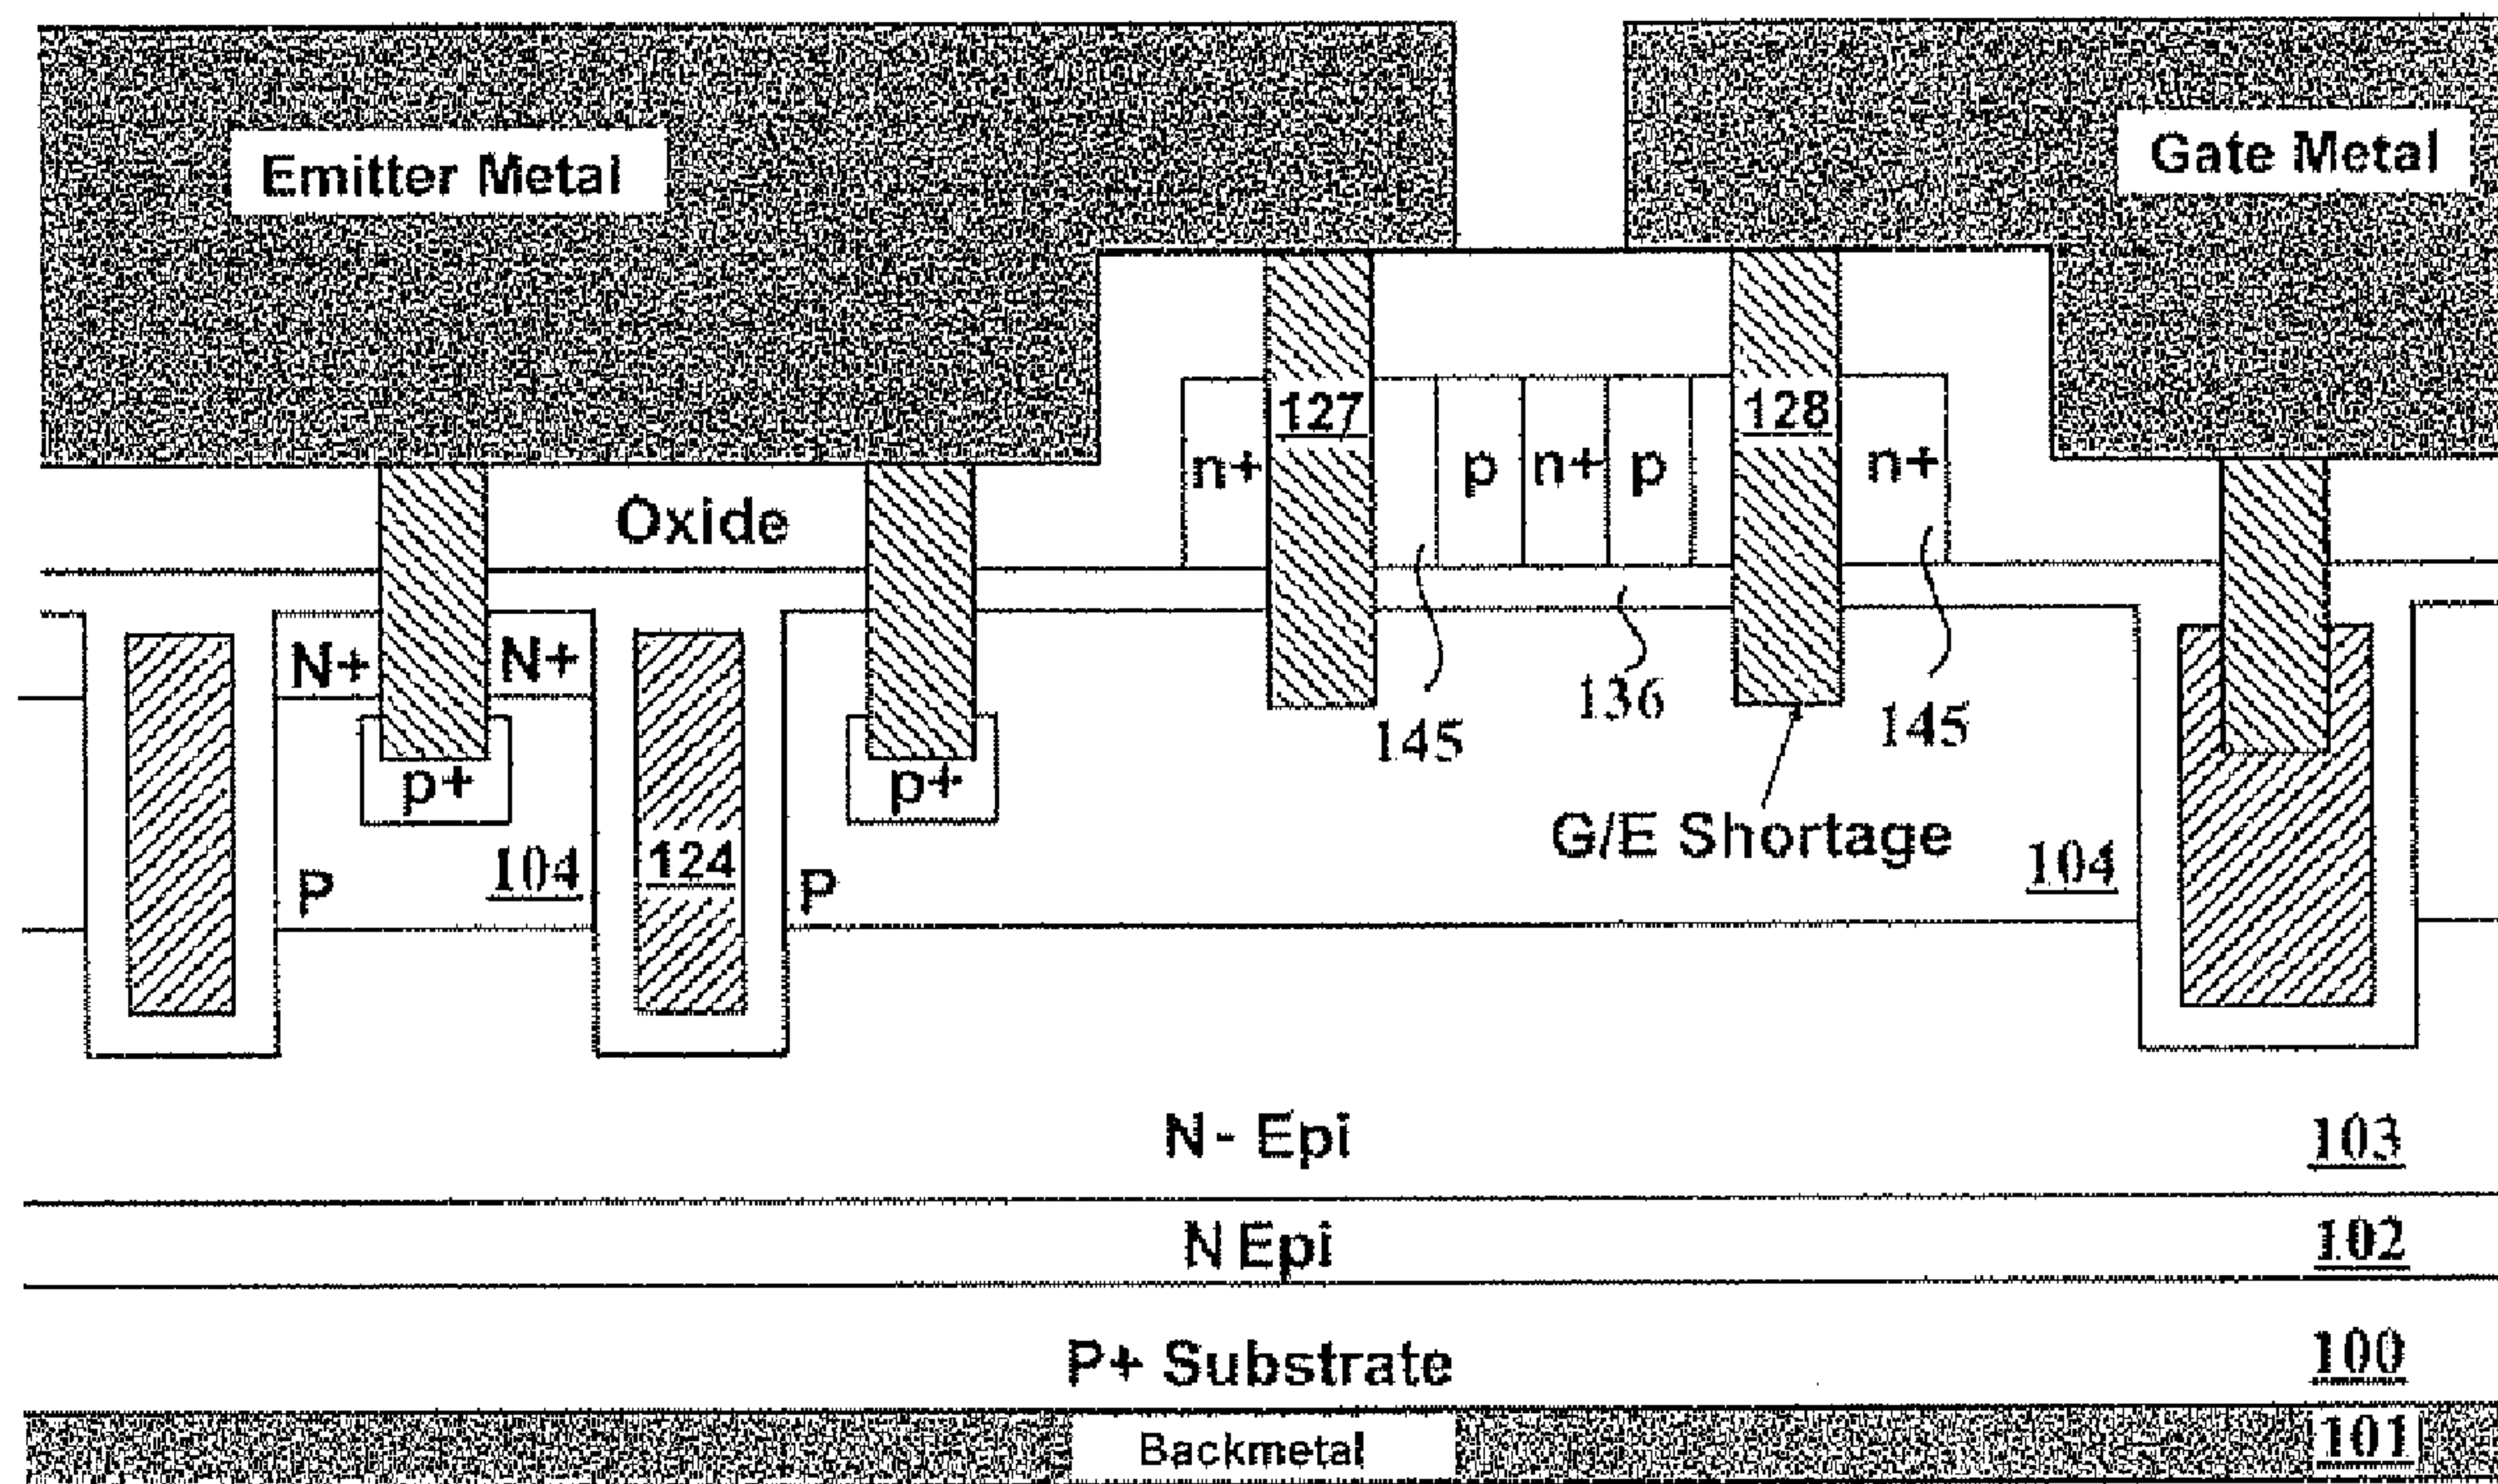 Emitter Metal
Gate Metal
127
128
n+
p
n+
p
n+
Oxide
N+
N+
145
136
145
p+
p+
G/E Shortage
P
104
124
P
104
N- Epi
103
N Epi
102
P+ Substrate
100
Backmetal
101